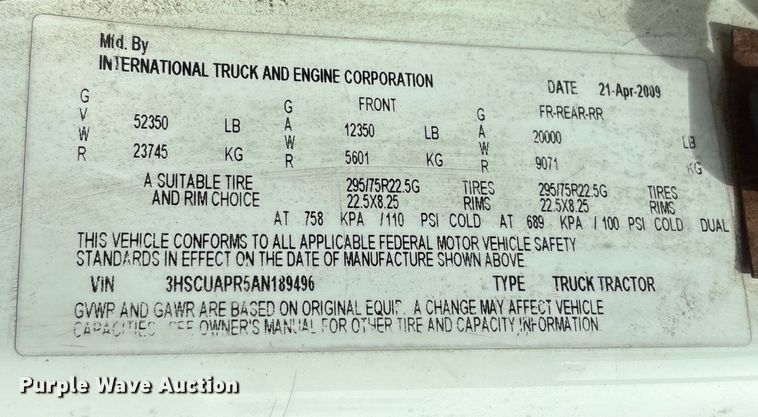 Mfd. By
INTERNATIONAL TRUCK AND ENGINE CORPORATION DATE 21-Apr-2009
GVWR 52350 LB 23745 KG GAWR FRONT 12350 LB 5601 KG GAWR FR-REAR-RR 20000 LB 9071 KG
A SUITABLE TIRE 295/75R22.5G TIRES 295/75R22.5G TIRES
AND RIM CHOICE 22.5X8.25 RIMS 22.5X8.25 RIMS
AT 758 KPA /110 PSI COLD AT 689 KPA /100 PSI COLD DUAL
THIS VEHICLE CONFORMS TO ALL APPLICABLE FEDERAL MOTOR VEHICLE SAFETY
STANDARDS IN EFFECT ON THE DATE OF MANUFACTURE SHOWN ABOVE.
VIN 3HSCUAPR5AN189496 TYPE TRUCK TRACTOR
GVWR AND GAWR ARE BASED ON ORIGINAL EQUIP. A CHANGE MAY AFFECT VEHICLE
CAPACITIES. SEE OWNER'S MANUAL FOR OTHER TIRE AND CAPACITY INFORMATION
Purple Wave Auction